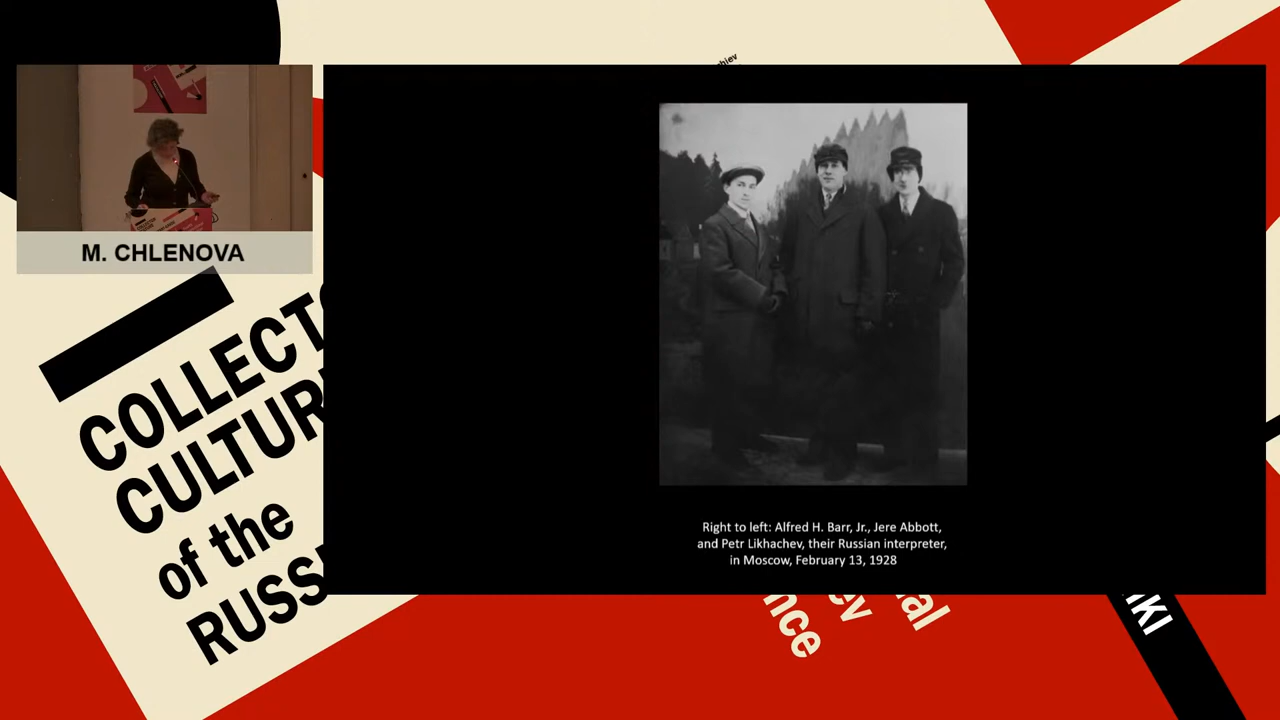 M. CHLENOVA
COLLECT
CULTUR
of the
RUSS
Right to left: Alfred H. Barr, Jr., Jere Abbott,
and Petr Likhachev, their Russian interpreter,
in Moscow, February 13, 1928